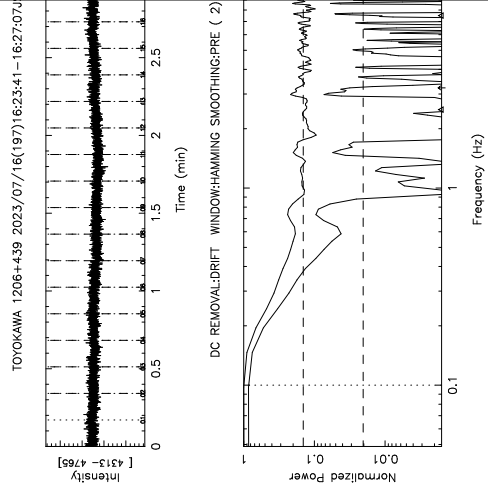 TOYOKAWA 1206+439 2023/07/16(197)16:23:41-16:27:07J
Intensity
[ 4313- 4765]
0 0.5 1 1.5 2 2.5
Time (min)
DC REMOVAL:DRIFT WINDOW:HAMMING SMOOTHING:PRE ( 2)
Normalized Power
1 0.1 0.01
0.1 1
Frequency (Hz)